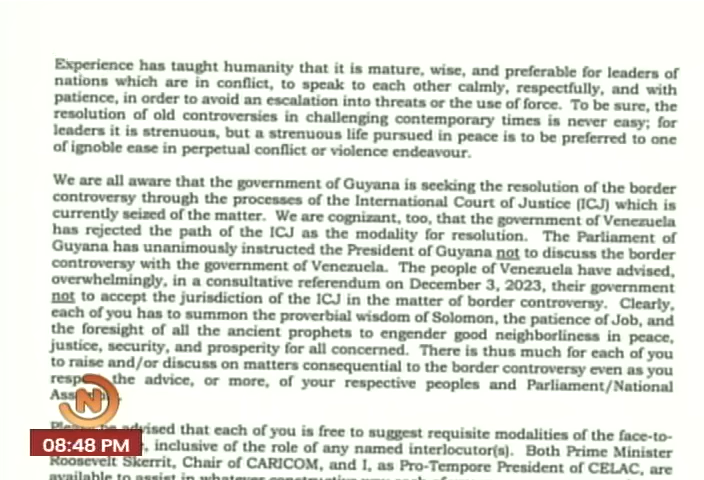 Experience has taught humanity that it is mature, wise, and preferable for leaders of
nations which are in conflict, to speak to each other calmly, respectfully, and with
patience, in order to avoid an escalation into threats or the use of force. To be sure, the
resolution of old controversies in challenging contemporary times is never easy; for
leaders it is strenuous, but a strenuous life pursued in peace is to be preferred to one
of ignoble ease in perpetual conflict or violence endeavour.
We are all aware that the government of Guyana is seeking the resolution of the border
controversy through the processes of the International Court of Justice (ICJ) which is
currently seized of the matter. We are cognizant, too, that the government of Venezuela
has rejected the path of the ICJ as the modality for resolution. The Parliament of
Guyana has unanimously instructed the President of Guyana not to discuss the border
controversy with the government of Venezuela. The people of Venezuela have advised,
overwhelmingly, in a consultative referendum on December 3, 2023, their government
not to accept the jurisdiction of the ICJ in the matter of border controversy. Clearly,
each of you has to summon the proverbial wisdom of Solomon, the patience of Job, and
the foresight of all the ancient prophets to engender good neighborliness in peace,
justice, security, and prosperity for all concerned. There is thus much for each of you
to raise and/or discuss on matters consequential to the border controversy even as you
the advice, or more, of your respective peoples and Parliament/National
N
that each of you is free to suggest requisite modalities of the face-to-
08:48 PM , inclusive of the role of any named interlocutor(s). Both Prime Minister
Roosevelt Skerrit, Chair of CARICOM, and I, as Pro-Tempore President of CELAC, are
available to assist in whatever